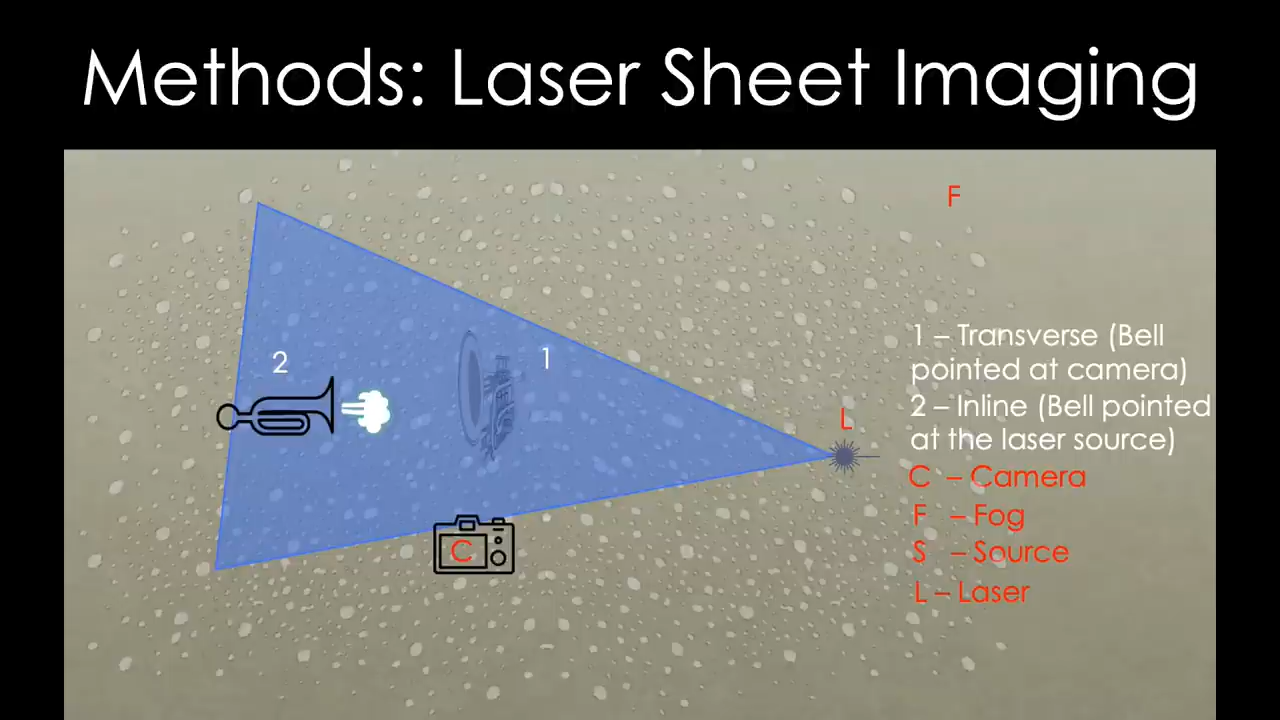 Methods: Laser Sheet Imaging
F
2
1
L
C
1 – Transverse (Bell
pointed at camera)
2 – Inline (Bell pointed
at the laser source)
C – Camera
F – Fog
S – Source
L – Laser